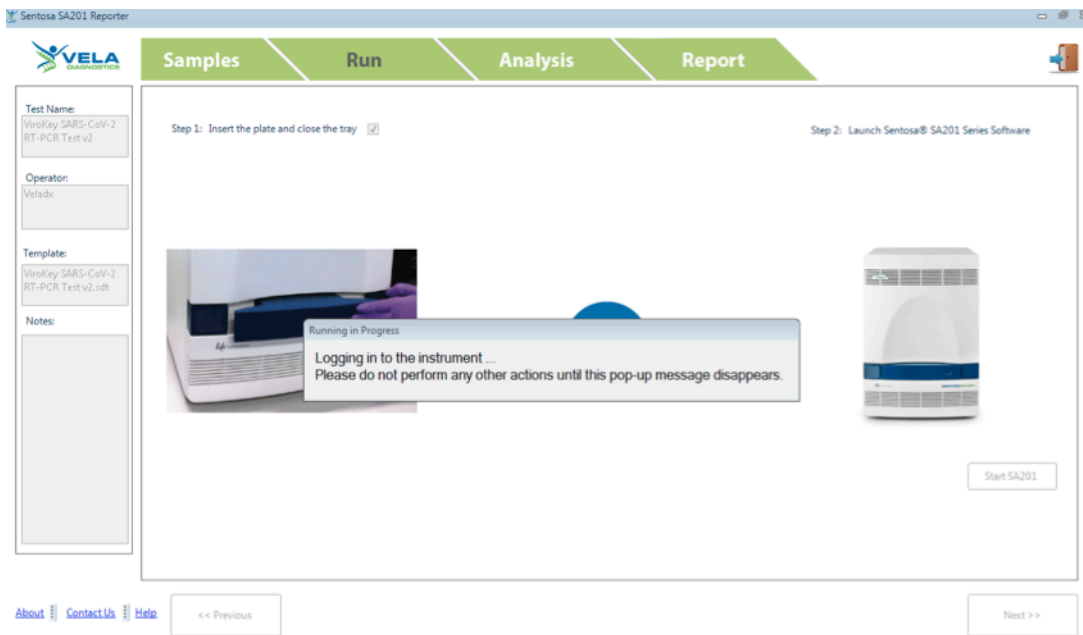 Sentosa SA201 Reporter
VELA
DIAGNOSTICS
Samples
Run
Analysis
Report
Test Name:
ViroKey SARS-CoV-2
RT-PCR Test v2
Operator:
Veladx
Template:
ViroKey SARS-CoV-2
RT-PCR Test v2.sdt
Notes:
Step 1: Insert the plate and close the tray
Step 2: Launch Sentosa® SA201 Series Software
Running in Progress
Logging in to the instrument ...
Please do not perform any other actions until this pop-up message disappears.
Start SA201
About
Contact Us
Help
<< Previous
Next >>